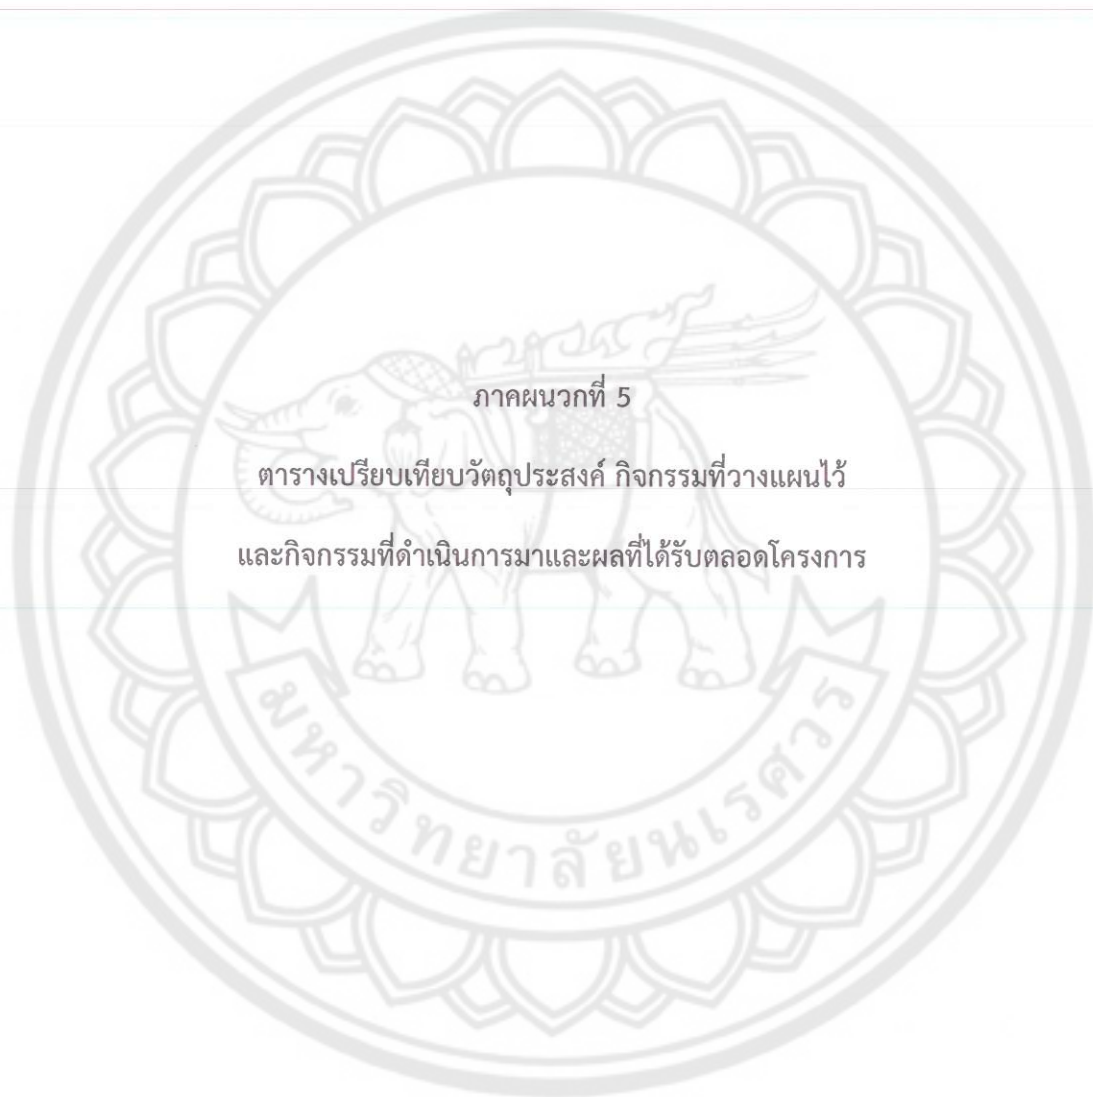 ภาคผนวกที่ 5
ตารางเปรียบเทียบวัตถุประสงค์ กิจกรรมที่วางแผนไว้
และกิจกรรมที่ดำเนินการมาและผลที่ได้รับตลอดโครงการ
มหาวิทยาลัยนเรศวร